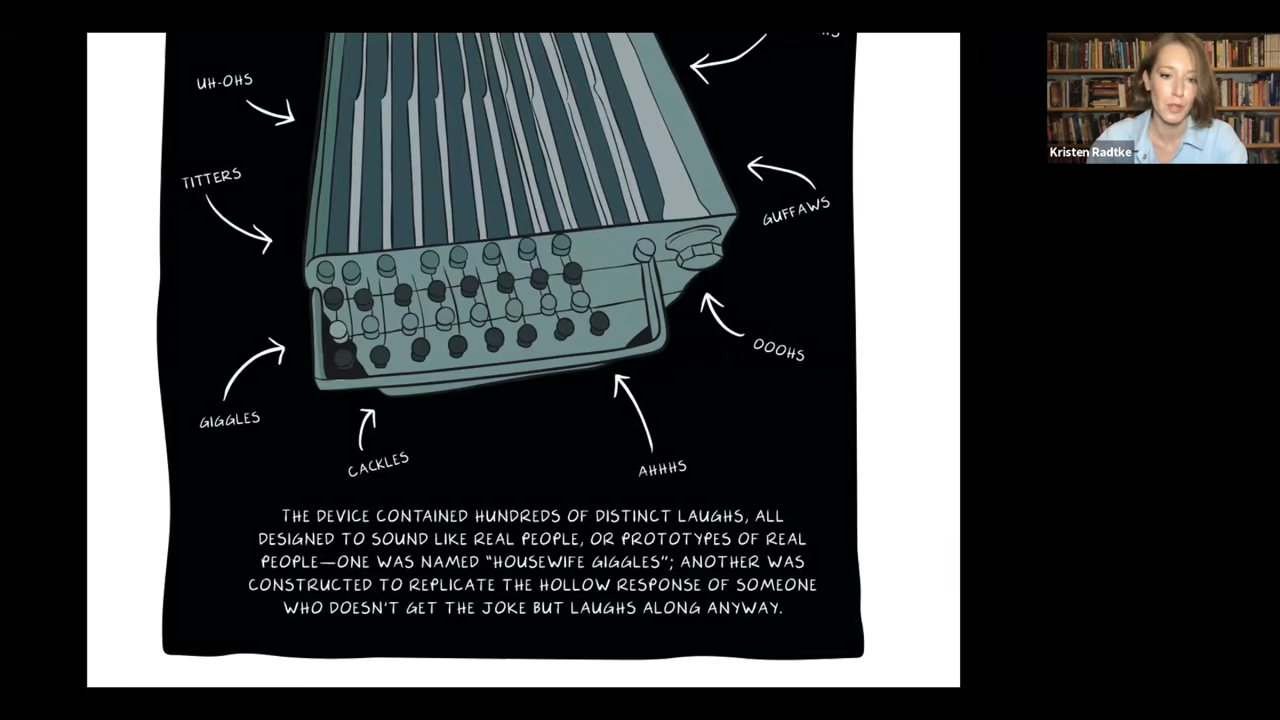 UH-OHS
TITTERS
GUFFAWS
OOOHS
GIGGLES
CACKLES
AHHHS
THE DEVICE CONTAINED HUNDREDS OF DISTINCT LAUGHS, ALL
DESIGNED TO SOUND LIKE REAL PEOPLE, OR PROTOTYPES OF REAL
PEOPLE—ONE WAS NAMED “HOUSEWIFE GIGGLES”; ANOTHER WAS
CONSTRUCTED TO REPLICATE THE HOLLOW RESPONSE OF SOMEONE
WHO DOESN'T GET THE JOKE BUT LAUGHS ALONG ANYWAY.
Kristen Radtke